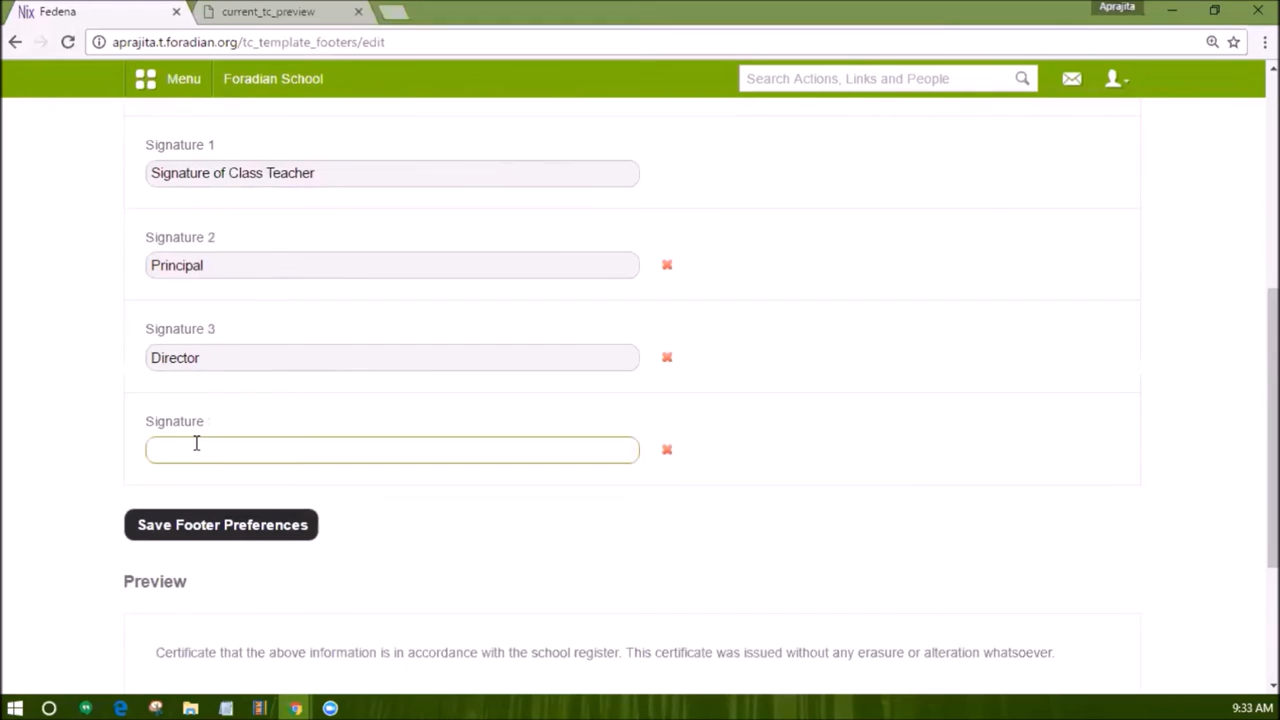 Nix Fedena
current_tc_preview
Aprajita
aprajita.t.foradian.org/tc_template_footers/edit
Menu
Foradian School
Search Actions, Links and People
Signature 1
Signature of Class Teacher
Signature 2
Principal
Signature 3
Director
Signature
Save Footer Preferences
Preview
Certificate that the above information is in accordance with the school register. This certificate was issued without any erasure or alteration whatsoever.
9:33 AM